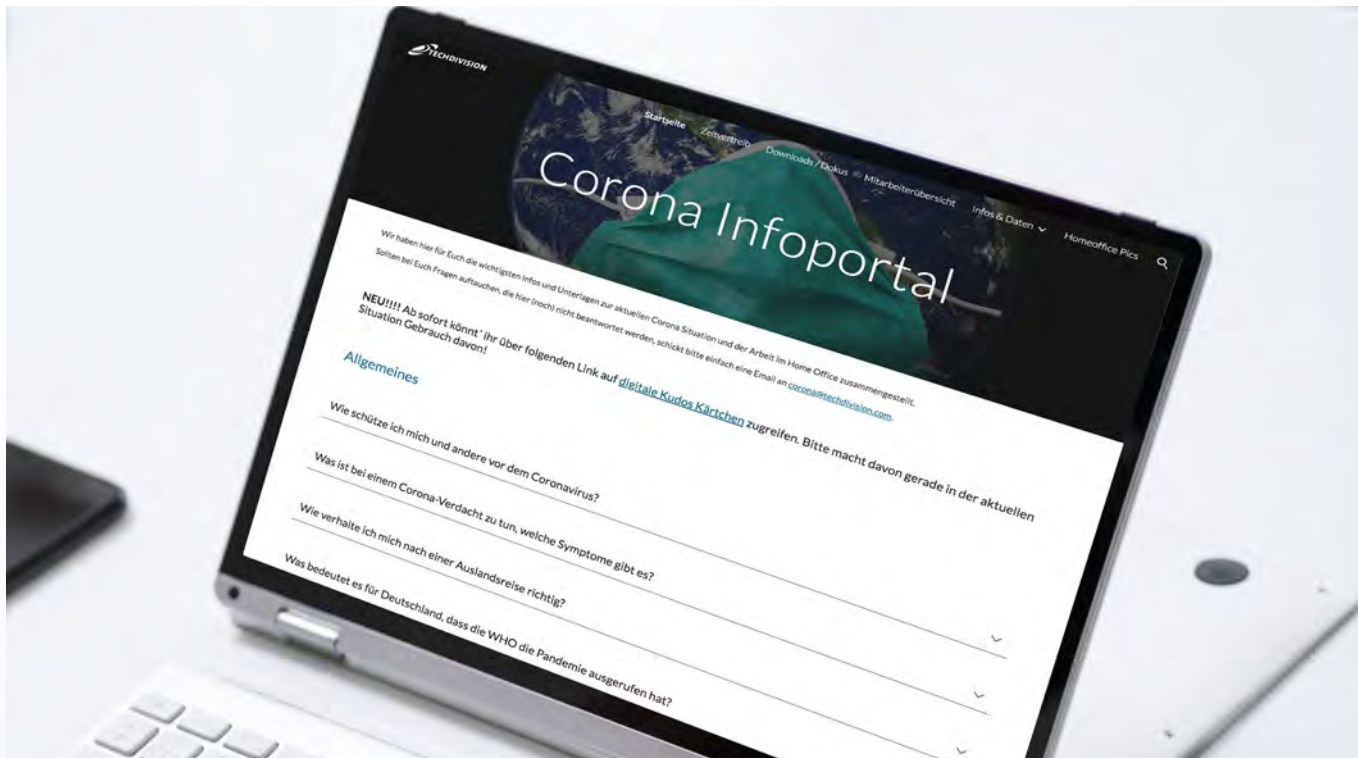 TECHDIVISION
Startseite Zeitvertreib Downloads / Dokus Mitarbeiterübersicht Infos & Daten Homeoffice Pics
Corona Infoportal
Wir haben hier für Euch die wichtigsten Infos und Unterlagen zur aktuellen Corona Situation und der Arbeit im Home Office zusammengestellt.
Sollten bei Euch Fragen auftauchen, die hier (noch) nicht beantwortet werden, schickt bitte einfach eine Email an corona@techdivision.com.
NEU!!!! Ab sofort könnt´ ihr über folgenden Link auf digitale Kudos Kärtchen zugreifen. Bitte macht davon gerade in der aktuellen
Situation Gebrauch davon!
Allgemeines
Wie schütze ich mich und andere vor dem Coronavirus?
Was ist bei einem Corona-Verdacht zu tun, welche Symptome gibt es?
Wie verhalte ich mich nach einer Auslandsreise richtig?
Was bedeutet es für Deutschland, dass die WHO die Pandemie ausgerufen hat?